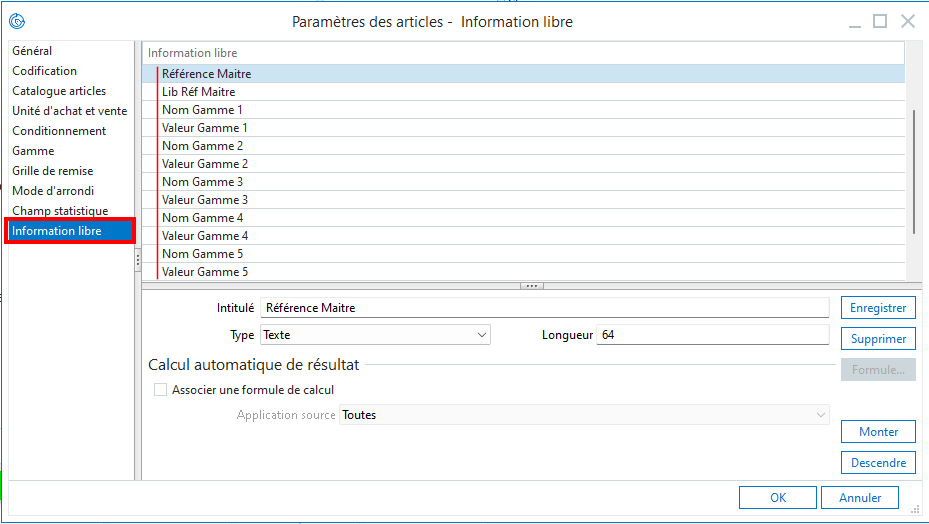 Paramètres des articles - Information libre
Général
Codification
Catalogue articles
Unité d'achat et vente
Conditionnement
Gamme
Grille de remise
Mode d'arrondi
Champ statistique
Information libre
Information libre
Référence Maitre
Lib Réf Maitre
Nom Gamme 1
Valeur Gamme 1
Nom Gamme 2
Valeur Gamme 2
Nom Gamme 3
Valeur Gamme 3
Nom Gamme 4
Valeur Gamme 4
Nom Gamme 5
Valeur Gamme 5
Intitulé Référence Maitre Enregistrer
Type Texte Longueur 64 Supprimer
Calcul automatique de résultat Formule...
Associer une formule de calcul
Application source Toutes
Monter
Descendre
OK Annuler